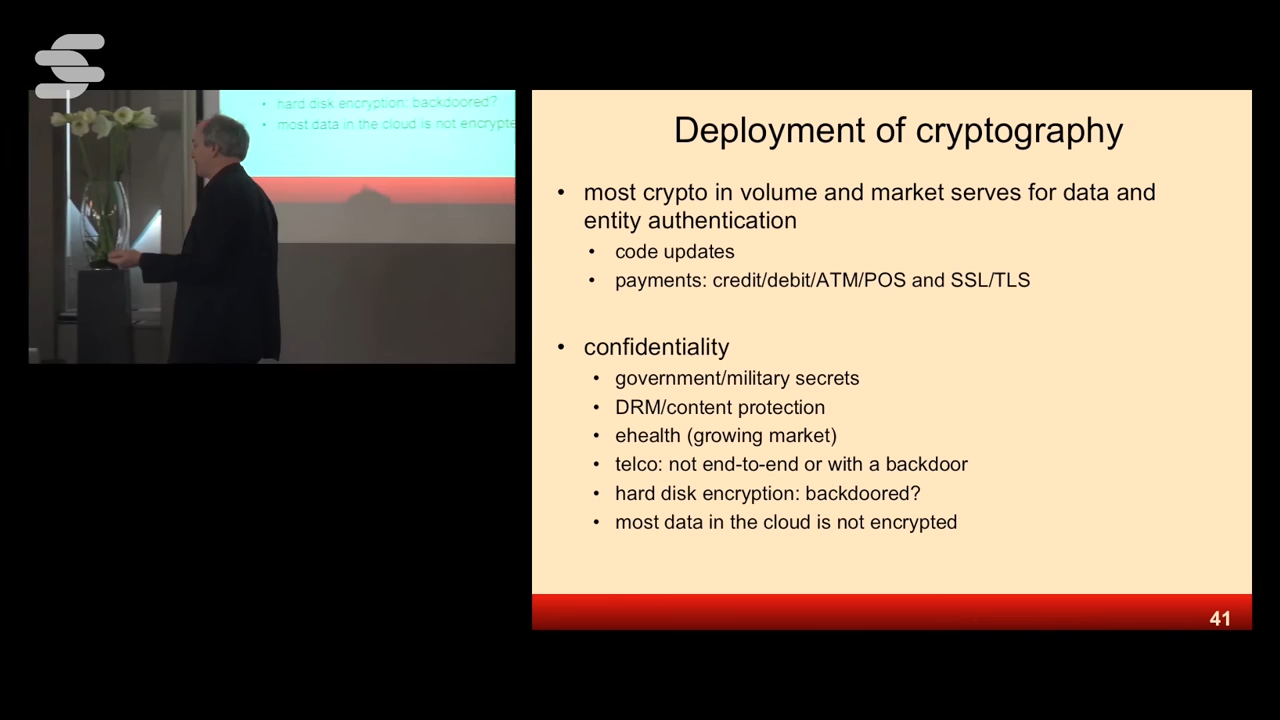 • hard disk encryption: backdoored?
• most data in the cloud is not encrypte
Deployment of cryptography
• most crypto in volume and market serves for data and
entity authentication
• code updates
• payments: credit/debit/ATM/POS and SSL/TLS
• confidentiality
• government/military secrets
• DRM/content protection
• ehealth (growing market)
• telco: not end-to-end or with a backdoor
• hard disk encryption: backdoored?
• most data in the cloud is not encrypted
41